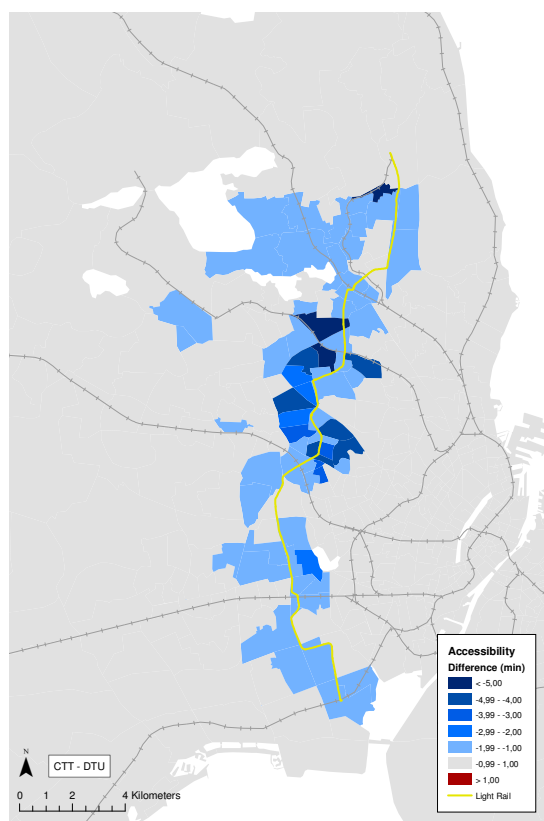 Accessibility
Difference (min)
< -5,00
-4,99 - -4,00
-3,99 - -3,00
-2,99 - -2,00
-1,99 - -1,00
-0,99 - 1,00
> 1,00
Light Rail
N
CTT - DTU
0 1 2 4 Kilometers